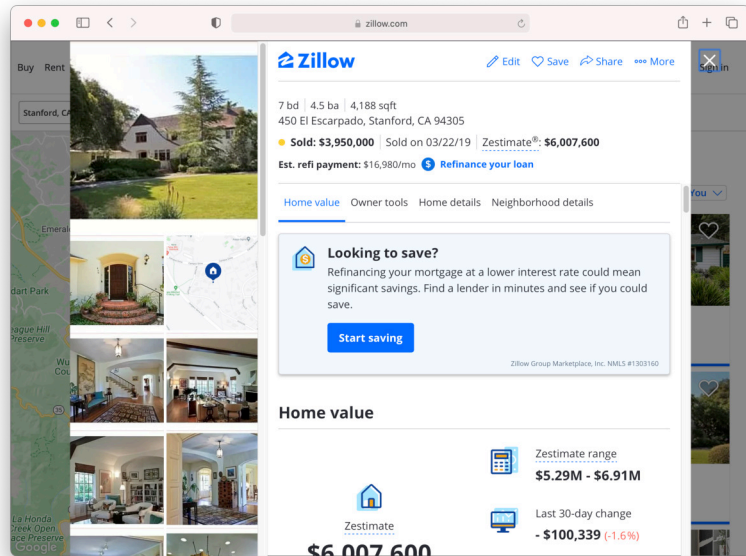 zillow.com
Buy Rent
Sign in
Stanford, CA
You
Emeral
dart Park
eague Hill
Preserve
Wu
Cou
35
La Honda
Creek Open
ace Preserve
Google
Zillow
Edit Save Share More
7 bd 4.5 ba 4,188 sqft
450 El Escarpado, Stanford, CA 94305
Sold: $3,950,000 Sold on 03/22/19 Zestimate®: $6,007,600
Est. refi payment: $16,980/mo $ Refinance your loan
Home value Owner tools Home details Neighborhood details
Looking to save?
Refinancing your mortgage at a lower interest rate could mean
significant savings. Find a lender in minutes and see if you could
save.
Start saving
Zillow Group Marketplace, Inc. NMLS #1303160
Home value
Zestimate
$6,007,600
Zestimate range
$5.29M - $6.91M
Last 30-day change
- $100,339 (-1.6%)